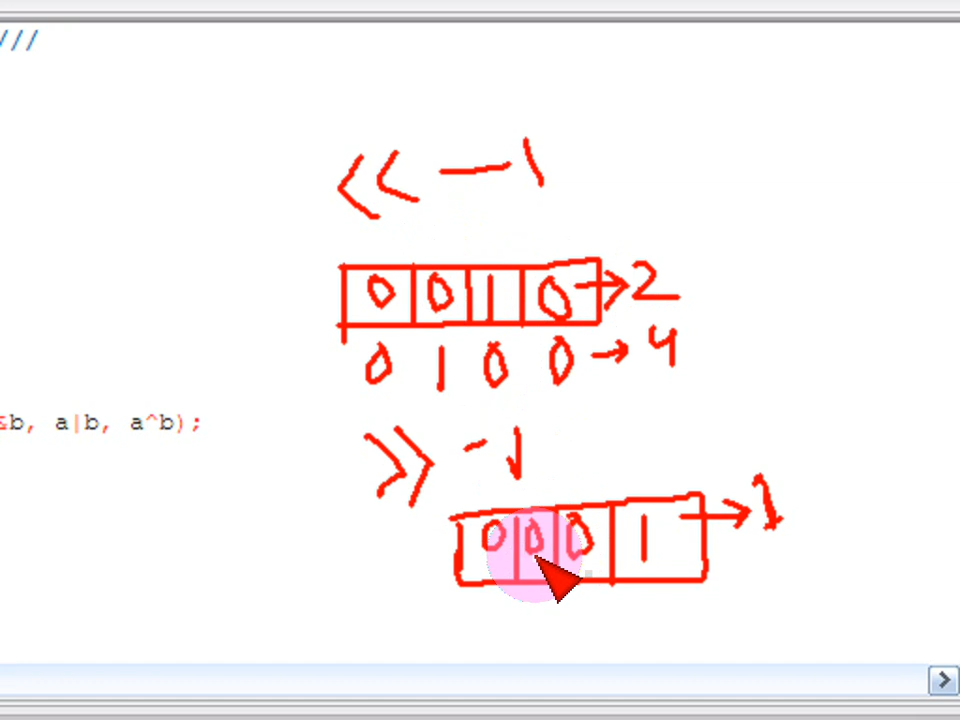 ///
<< — 1
0 0 1 0 → 2
0 1 0 0 → 4
&b, a|b, a^b);
>> - 1
0 0 0 1 → 1